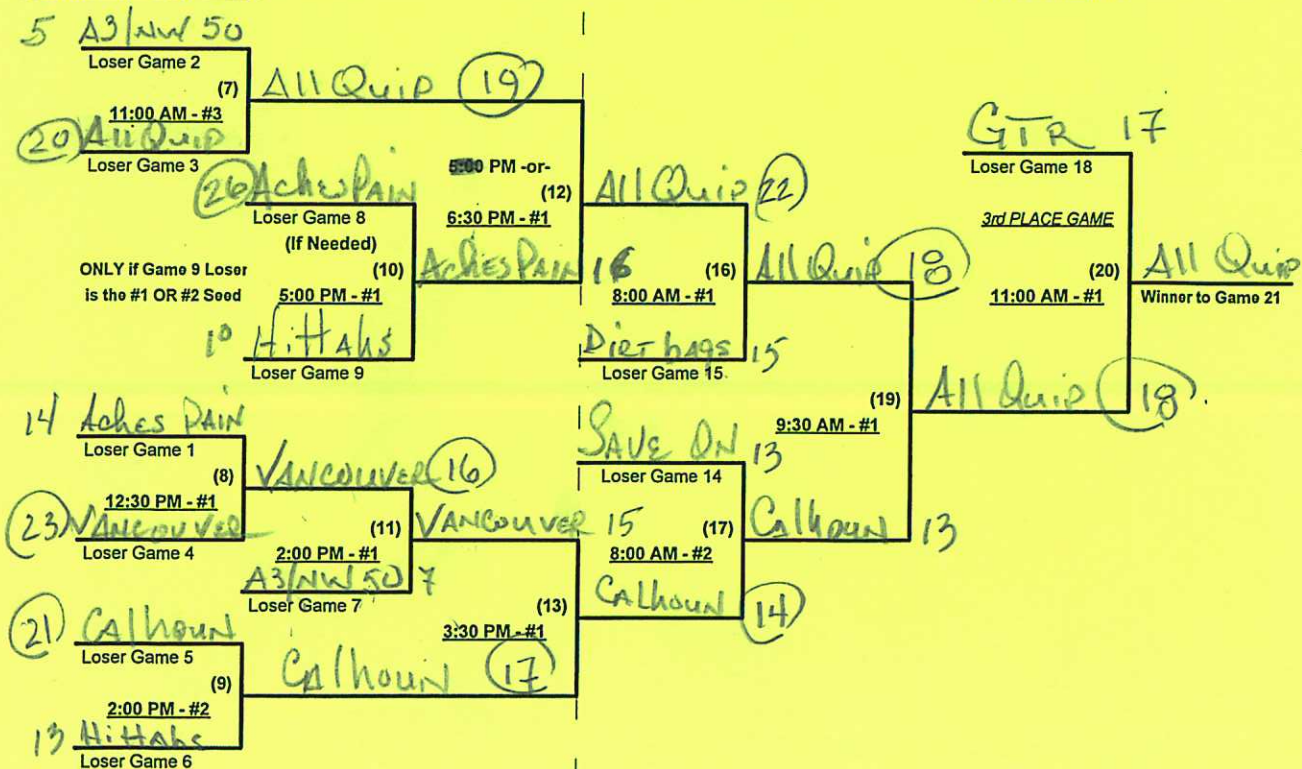 5 A3/NW 50
Loser Game 2
(7)
11:00 AM - #3
20 All Quip
Loser Game 3
All Quip 19
26 Aches Pain
Loser Game 8
(If Needed)
ONLY if Game 9 Loser
is the #1 OR #2 Seed
(10)
5:00 PM - #1
10 Hittahs
Loser Game 9
5:00 PM -or-
(12)
6:30 PM - #1
Aches Pain 16
All Quip 22
(16)
8:00 AM - #1
Dirt bags 15
Loser Game 15
All Quip 18
14 Aches Pain
Loser Game 1
(8)
12:30 PM - #1
23 Vancouver
Loser Game 4
Vancouver 16
(11)
2:00 PM - #1
A3/NW 50 7
Loser Game 7
Vancouver 15
21 Calhoun
Loser Game 5
(9)
2:00 PM - #2
13 Hittahs
Loser Game 6
Calhoun 17
(13)
3:30 PM - #1
SAVE ON 13
Loser Game 14
(17)
8:00 AM - #2
Calhoun 14
Calhoun 13
(19)
9:30 AM - #1
All Quip 18
GTR 17
Loser Game 18
3rd PLACE GAME
(20)
11:00 AM - #1
All Quip
Winner to Game 21